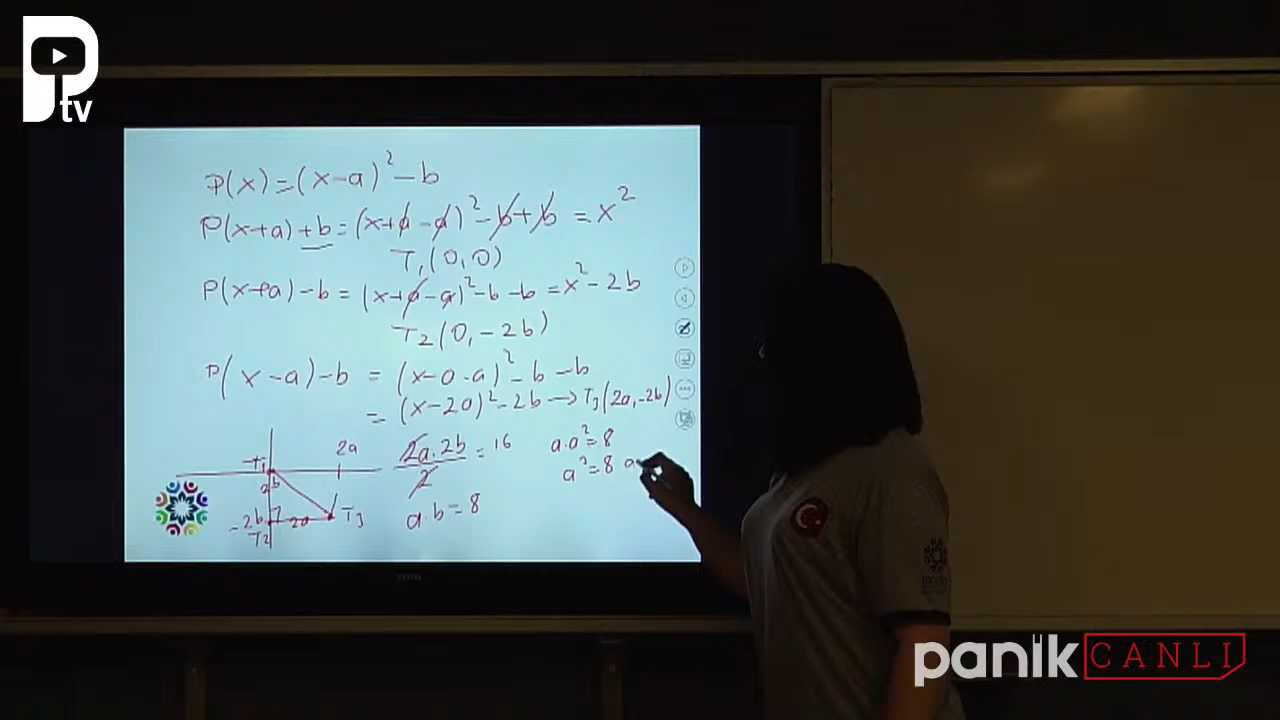 P tv
P(x) = (x-a)² - b
P(x+a) + b = (x+a-a)² - b + b = x²
T₁(0,0)
P(x+a) - b = (x+a-a)² - b - b = x² - 2b
T₂(0, -2b)
P(x-a) - b = (x-a-a)² - b - b
= (x-2a)² - 2b → T₃(2a, -2b)
2a
T₁
2b
-2b
2a
T₃
T₂
2a.2b/2 = 16
a.b = 8
a.a² = 8
a³ = 8 a
panik CANLI